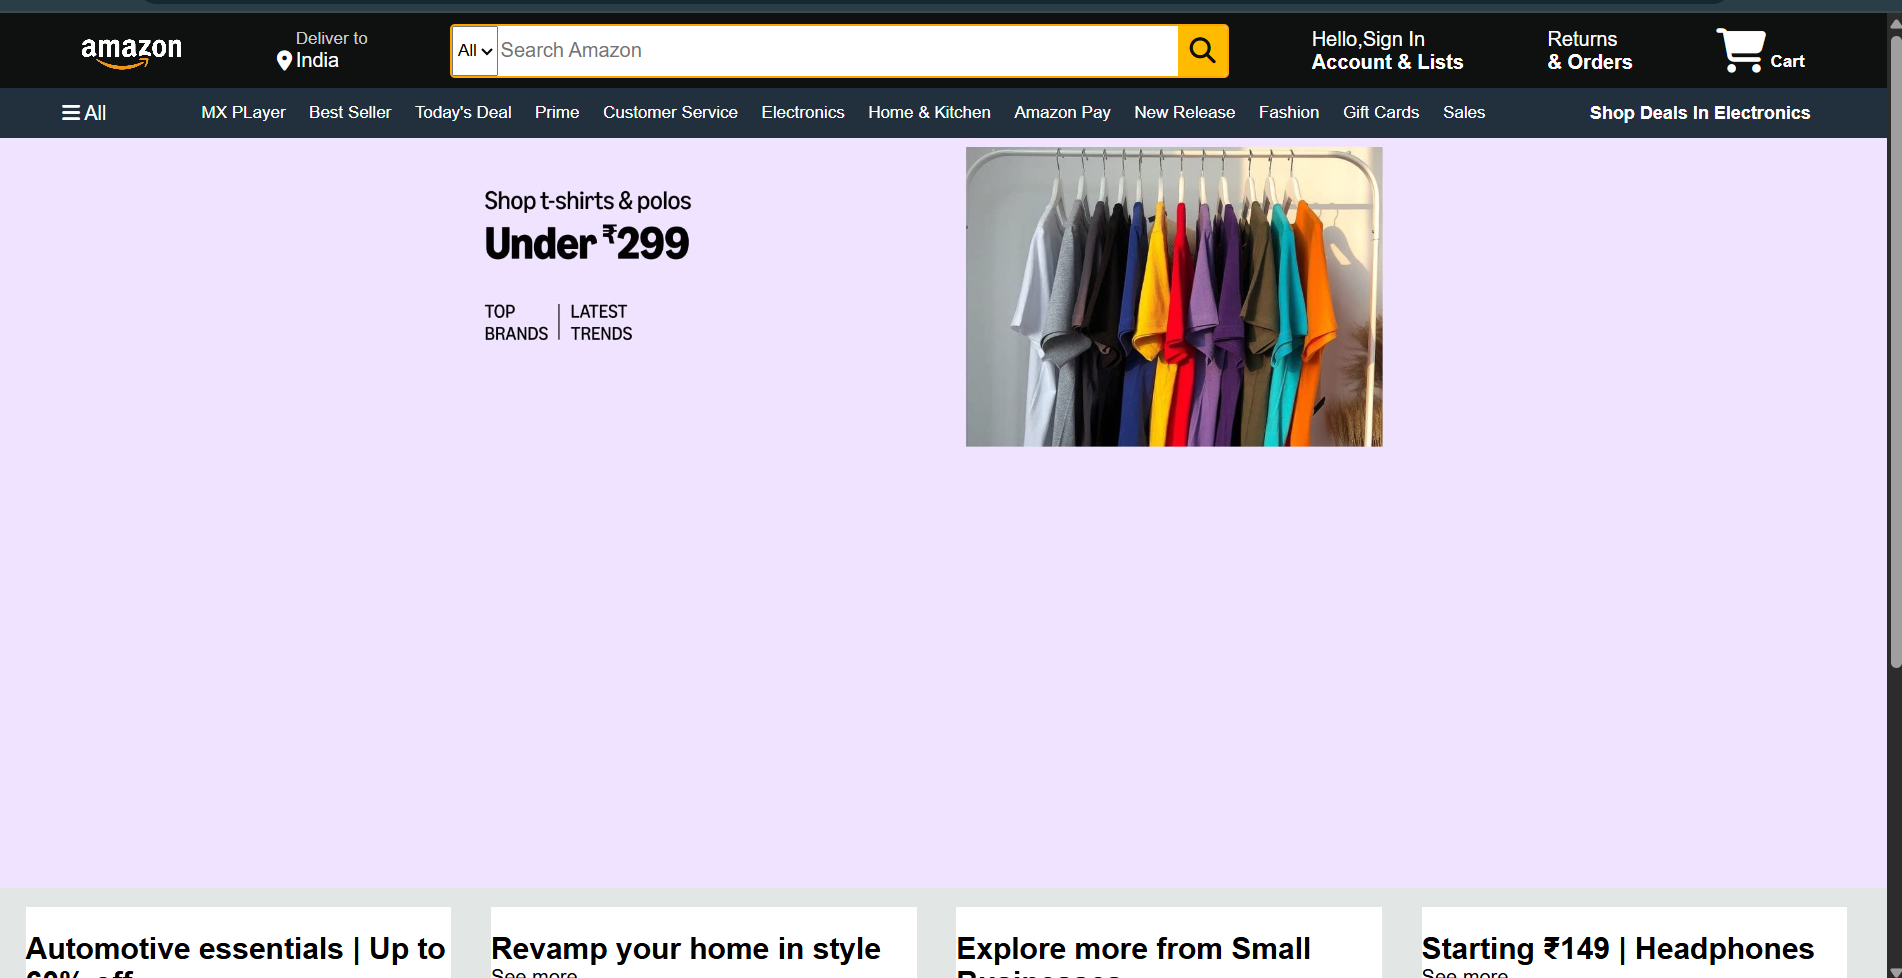 amazon
Deliver to
India
All
Search Amazon
Hello,Sign In
Account & Lists
Returns
& Orders
Cart
All
MX PLayer
Best Seller
Today's Deal
Prime
Customer Service
Electronics
Home & Kitchen
Amazon Pay
New Release
Fashion
Gift Cards
Sales
Shop Deals In Electronics
Shop t-shirts & polos
Under ₹299
TOP
BRANDS
LATEST
TRENDS
Automotive essentials | Up to
60% off
Revamp your home in style
See more
Explore more from Small
Businesses
Starting ₹149 | Headphones
See more